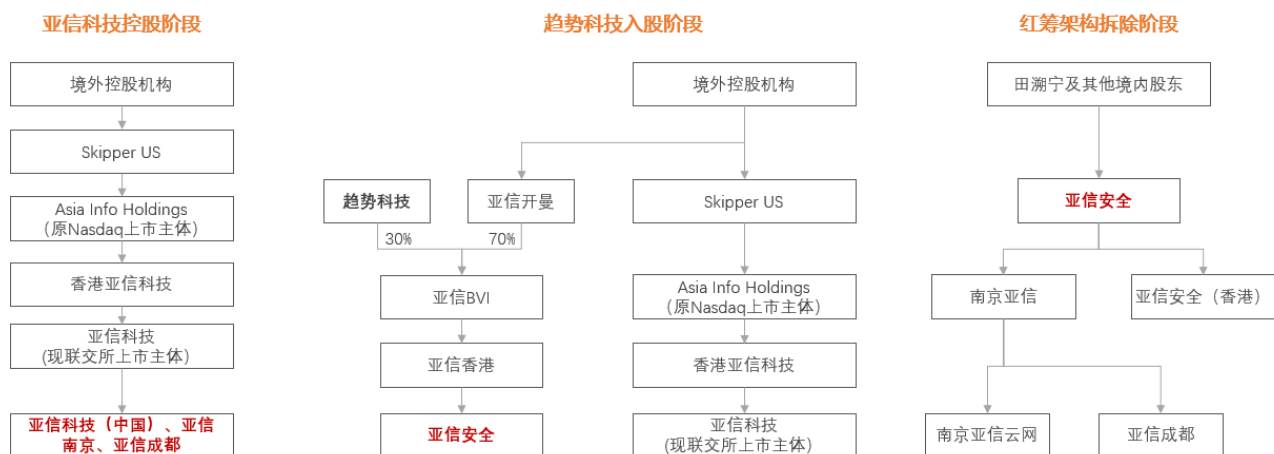 亚信科技控股阶段
境外控股机构
Skipper US
Asia Info Holdings
(原Nasdaq上市主体)
香港亚信科技
亚信科技
(现联交所上市主体)
亚信科技（中国）、亚信
南京、亚信成都
趋势科技入股阶段
境外控股机构
趋势科技
亚信开曼
Skipper US
30%
70%
亚信BVI
Asia Info Holdings
(原Nasdaq上市主体)
亚信香港
香港亚信科技
亚信安全
亚信科技
(现联交所上市主体)
红筹架构拆除阶段
田溯宁及其他境内股东
亚信安全
南京亚信
亚信安全（香港）
南京亚信云网
亚信成都